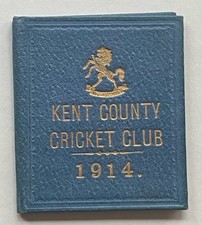 KENT COUNTY
CRICKET CLUB
1914.